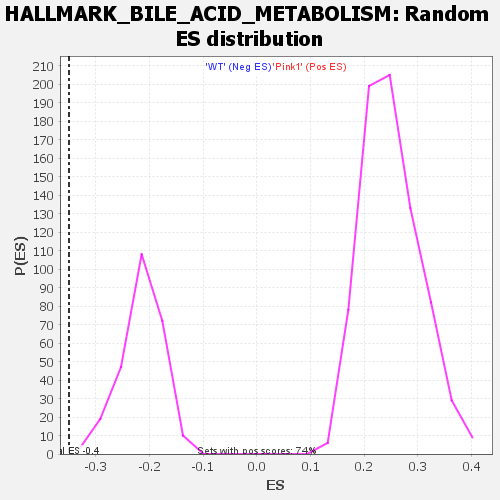 HALLMARK_BILE_ACID_METABOLISM: Random
ES distribution
'WT' (Neg ES) 'Pink1' (Pos ES)
P(ES)
210
200
190
180
170
160
150
140
130
120
110
100
90
80
70
60
50
40
30
20
10
0
ES -0.4
Sets with pos scores: 74%
-0.3 -0.2 -0.1 0.0 0.1 0.2 0.3 0.4
ES